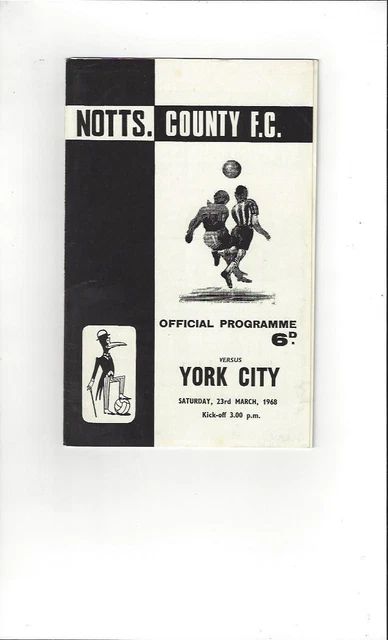 NOTTS. COUNTY F.C.
OFFICIAL PROGRAMME
6D.
VERSUS
YORK CITY
SATURDAY, 23rd MARCH, 1968
Kick-off 3.00 p.m.